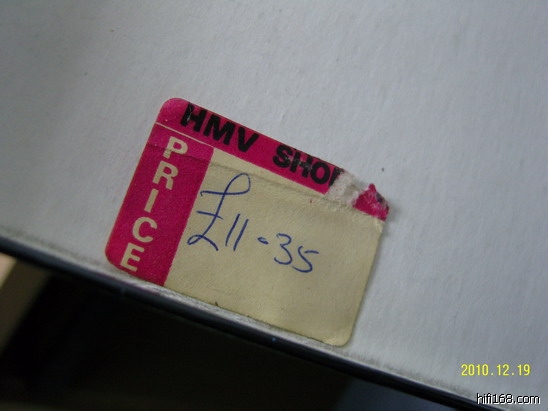 HMV SHO
PRICE
£11-35
2010.12.19
hifi168.com